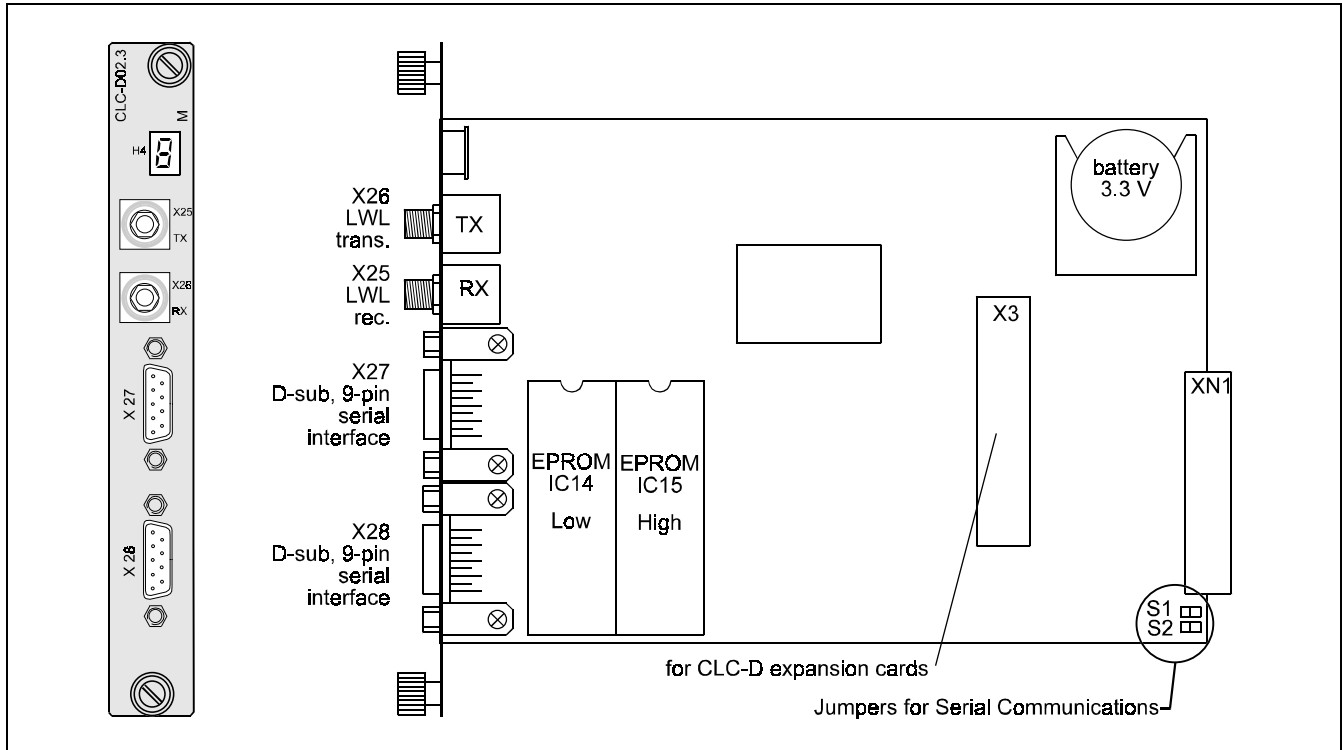 CLC-D02.3
M
H4
X25
TX
X26
RX
X 27
X 28
X26
LWL
trans.
TX
X25
LWL
rec.
RX
X27
D-sub, 9-pin
serial
interface
X28
D-sub, 9-pin
serial
interface
EPROM
IC14
Low
EPROM
IC15
High
battery
3.3 V
X3
XN1
S1
S2
for CLC-D expansion cards
Jumpers for Serial Communications